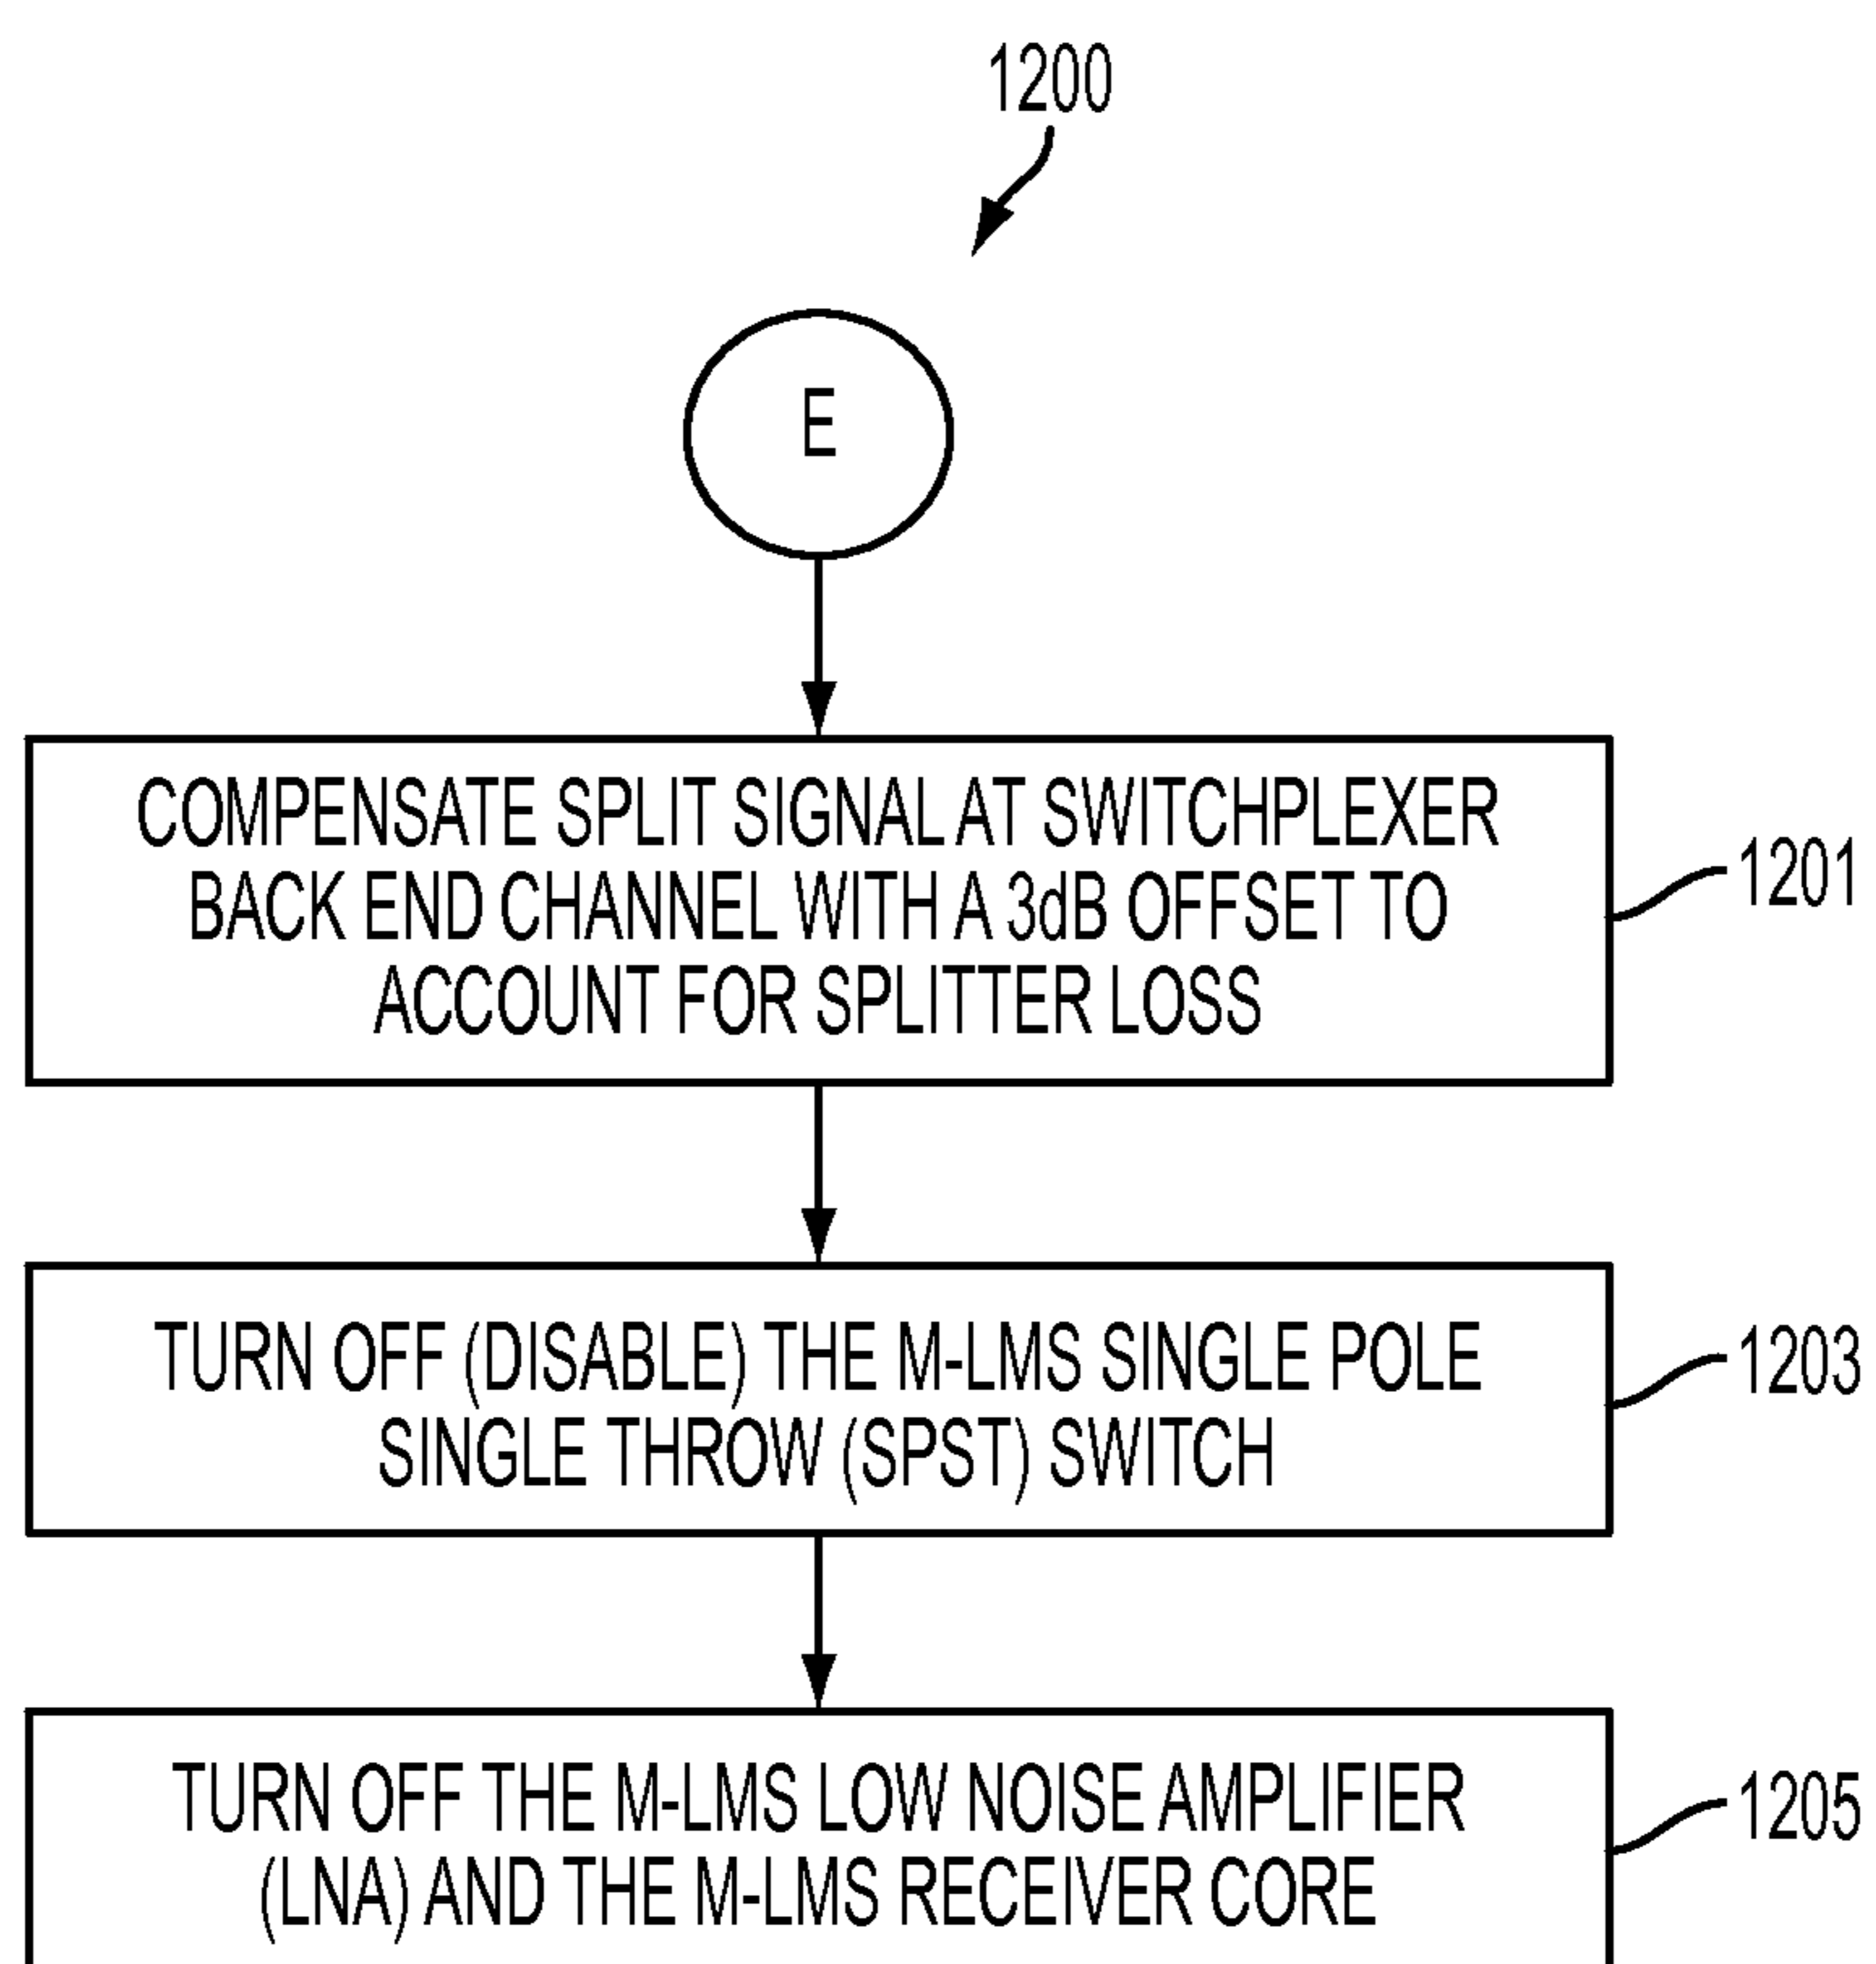 1200
E
COMPENSATE SPLIT SIGNAL AT SWITCHPLEXER
BACK END CHANNEL WITH A 3dB OFFSET TO
ACCOUNT FOR SPLITTER LOSS
1201
TURN OFF (DISABLE) THE M-LMS SINGLE POLE
SINGLE THROW (SPST) SWITCH
1203
TURN OFF THE M-LMS LOW NOISE AMPLIFIER
(LNA) AND THE M-LMS RECEIVER CORE
1205